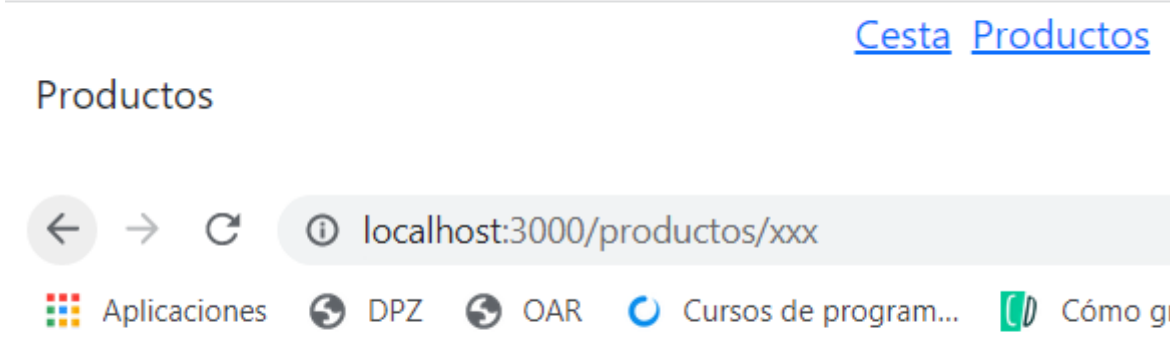 Cesta Productos
Productos
localhost:3000/productos/xxx
Aplicaciones DPZ OAR Cursos de program... Cómo